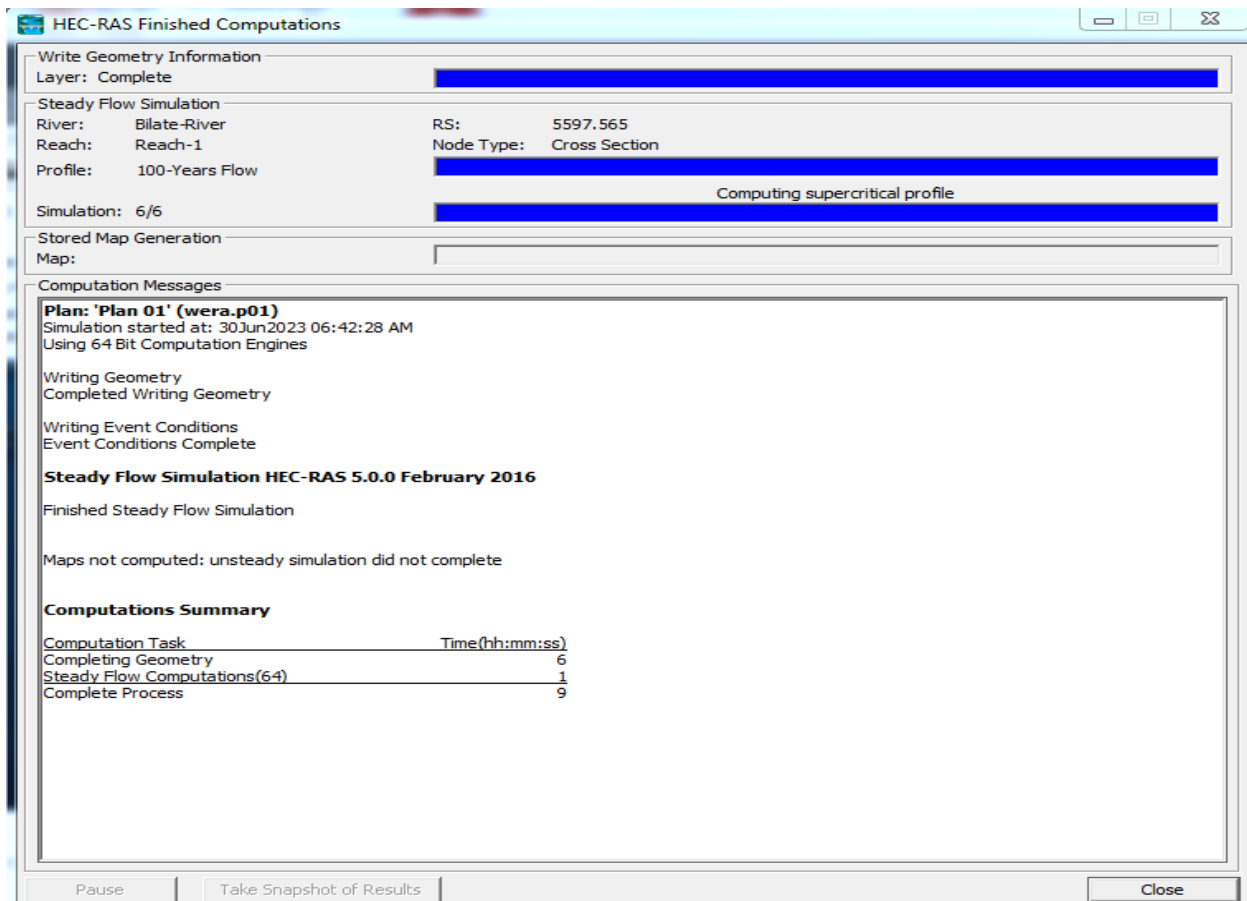 HEC-RAS Finished Computations
Write Geometry Information
Layer: Complete
Steady Flow Simulation
River: Bilate-River RS: 5597.565
Reach: Reach-1 Node Type: Cross Section
Profile: 100-Years Flow
Computing supercritical profile
Simulation: 6/6
Stored Map Generation
Map:
Computation Messages
Plan: 'Plan 01' (wera.p01)
Simulation started at: 30Jun2023 06:42:28 AM
Using 64 Bit Computation Engines
Writing Geometry
Completed Writing Geometry
Writing Event Conditions
Event Conditions Complete
Steady Flow Simulation HEC-RAS 5.0.0 February 2016
Finished Steady Flow Simulation
Maps not computed: unsteady simulation did not complete
Computations Summary
Computation Task Time(hh:mm:ss)
Completing Geometry 6
Steady Flow Computations(64) 1
Complete Process 9
Pause Take Snapshot of Results Close